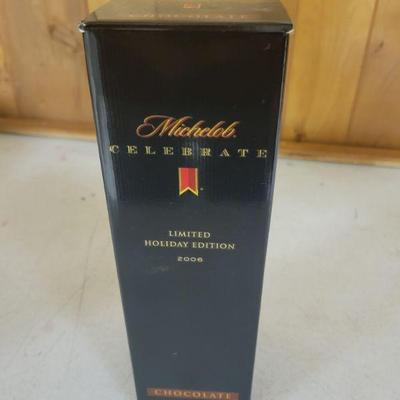 CHOCOLATE
Michelob.
CELEBRATE
LIMITED
HOLIDAY EDITION
2006
CHOCOLATE